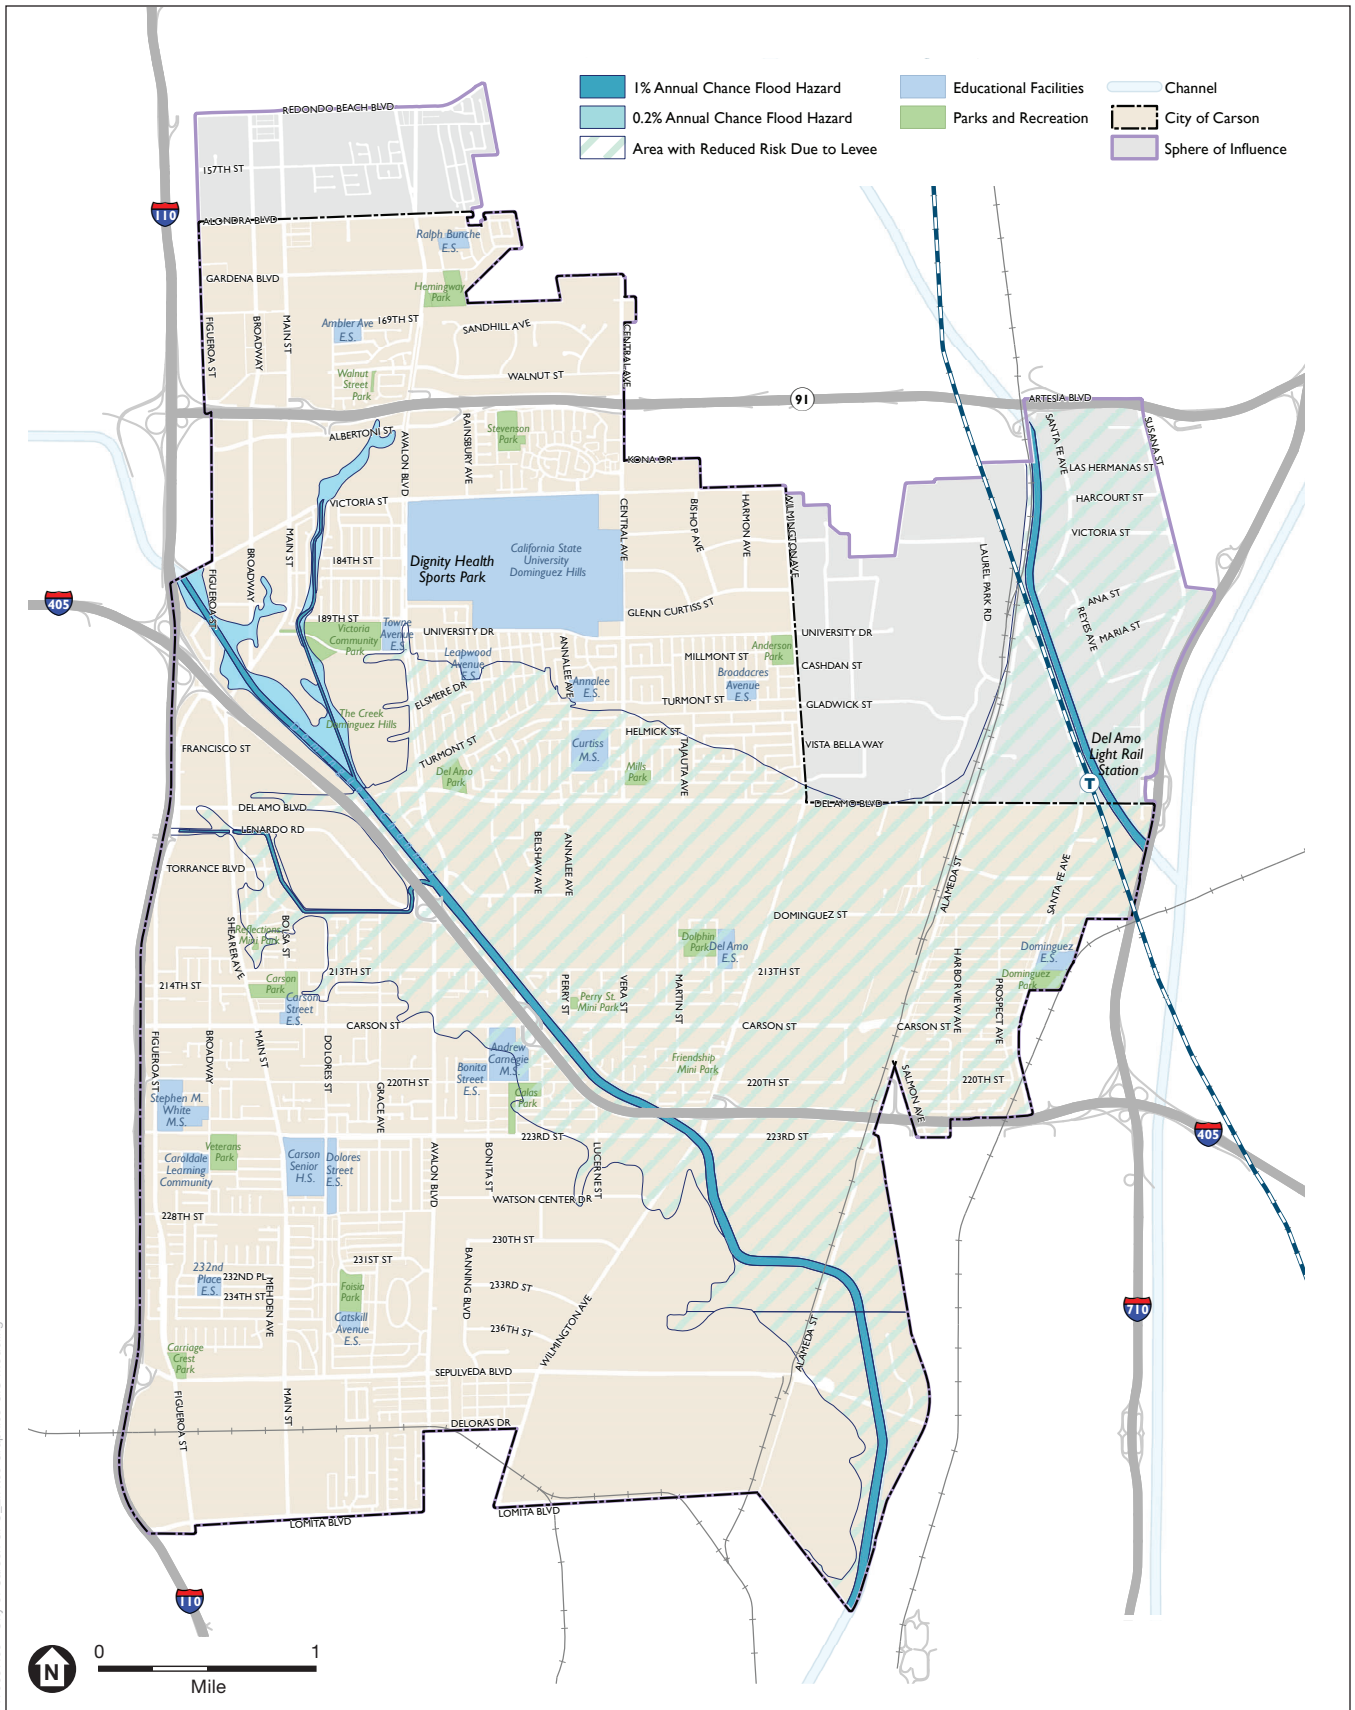 1% Annual Chance Flood Hazard
0.2% Annual Chance Flood Hazard
Area with Reduced Risk Due to Levee
Educational Facilities
Parks and Recreation
Channel
City of Carson
Sphere of Influence
REDONDO BEACH BLVD
157TH ST
110
ALONDRA BLVD
Ralph Bunche
E.S.
GARDENA BLVD
Hemingway
Park
FIGUEROA ST
BROADWAY
MAIN ST
Ambler Ave
E.S.
169TH ST
SANDHILL AVE
CENTRAL AVE
Walnut
Street
Park
WALNUT ST
91
ARTESIA BLVD
ALBERTONI ST
AVALON BLVD
RAINSBURY AVE
Stevenson
Park
KONA DR
SANTA FE AVE
SUSANA ST
LAS HERMANAS ST
HARCOURT ST
VICTORIA ST
VICTORIA ST
MAIN ST
BROADWAY
FIGUEROA ST
184TH ST
Dignity Health
Sports Park
California State
University
Dominguez Hills
CENTRAL AVE
BISHOP AVE
HARMON AVE
WILMINGTON AVE
LAUREL PARK RD
405
GLENN CURTISS ST
ANA ST
REYES AVE
MARIA ST
189TH ST
Victoria
Community
Park
Towne
Avenue
E.S.
UNIVERSITY DR
UNIVERSITY DR
Leapwood
Avenue
E.S.
ANNALEE AVE
MILLMONT ST
Anderson
Park
CASHDAN ST
Annalee
E.S.
Broadacres
Avenue
E.S.
ELSMERE DR
TURMONT ST
GLADWICK ST
The Creek
Dominguez Hills
FRANCISCO ST
TURMONT ST
Curtiss
M.S.
HELMICK ST
TAJAUTA AVE
VISTA BELLA WAY
Del Amo
Light Rail
Station
T
Del Amo
Park
Mills
Park
DEL AMO BLVD
DEL AMO BLVD
LENARDO RD
TORRANCE BLVD
BELSHAW AVE
ANNALEE AVE
ALAMEDA ST
SANTA FE AVE
DOMINGUEZ ST
SHEARER AVE
BOLSA ST
Reflections
Mini Park
Dolphin
Park
Del Amo
E.S.
Dominguez
E.S.
213TH ST
213TH ST
HARBOR VIEW AVE
PROSPECT AVE
Dominguez
Park
214TH ST
Carson
Park
Carson
Street
E.S.
PERRY ST
Perry St.
Mini Park
VERA ST
MARTIN ST
CARSON ST
CARSON ST
CARSON ST
FIGUEROA ST
BROADWAY
MAIN ST
DOLORES ST
Andrew
Carnegie
M.S.
Bonita
Street
E.S.
Friendship
Mini Park
220TH ST
GRACE AVE
220TH ST
220TH ST
SALMON AVE
Calas
Park
Stephen M.
White
M.S.
223RD ST
223RD ST
405
Veterans
Park
Caroldale
Learning
Community
Carson
Senior
H.S.
Dolores
Street
E.S.
AVALON BLVD
BONITA ST
LUCERNE ST
WATSON CENTER DR
228TH ST
230TH ST
231ST ST
232nd
Place
E.S.
232ND PL
234TH ST
MEHDEN AVE
Foisia
Park
BANNING BLVD
233RD ST
Catskill
Avenue
E.S.
236TH ST
WILMINGTON AVE
ALAMEDA ST
710
Carriage
Crest
Park
SEPULVEDA BLVD
FIGUEROA ST
MAIN ST
DELORAS DR
LOMITA BLVD
LOMITA BLVD
110
N
0 1
Mile